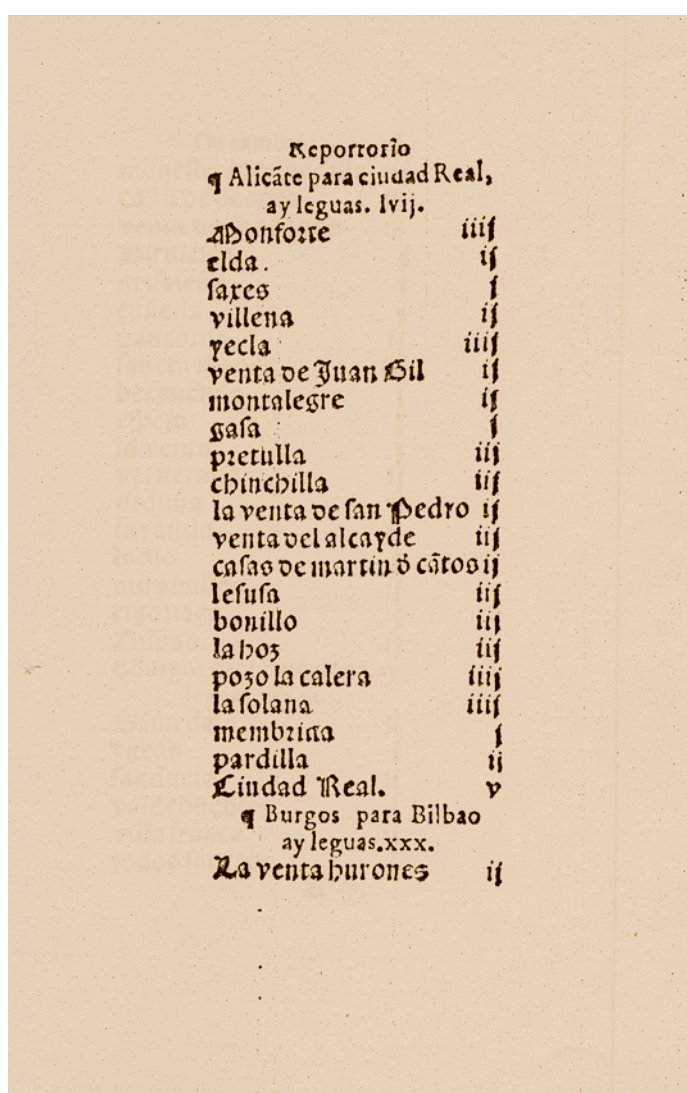 Reportorio
¶ Alicãte para ciudad Real,
ay leguas. lvij.
Monforte iiij
elda. ij
saxes j
villena ij
yecla iiij
venta de Juan Gil ij
montalegre ij
gasa j
pretulla iij
chinchilla iij
la venta de san Pedro ij
venta del alcayde iij
casas de martin d̛ cãtos ij
lesusa iij
bonillo iij
la hoz iij
pozo la calera iiij
la solana iiij
membrilla j
pardilla ij
Ciudad Real. v
¶ Burgos para Bilbao
ay leguas.xxx.
La venta hurones ij